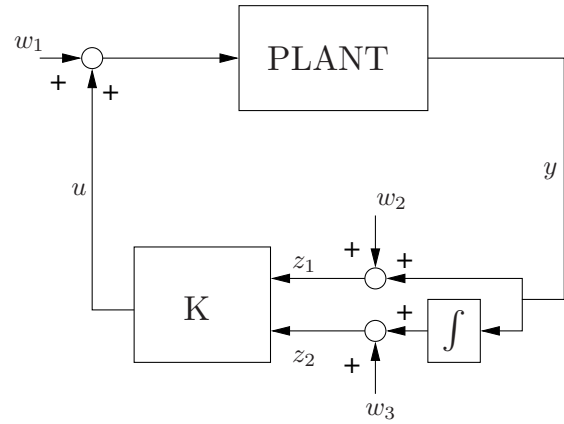 w₁
+
+
PLANT
u
y
w₂
+
+
z₁
K
+
∫
z₂
+
w₃